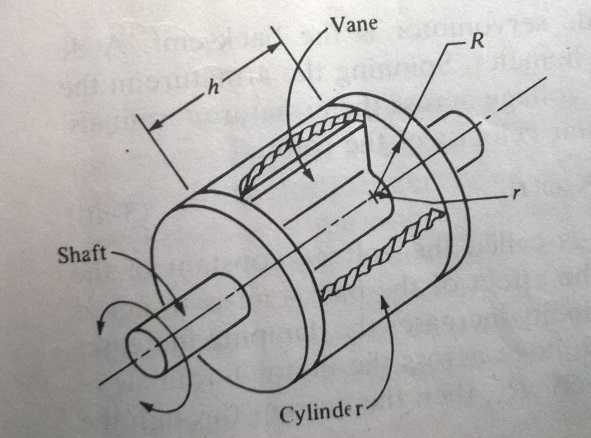 Vane
R
h
r
Shaft
Cylinder